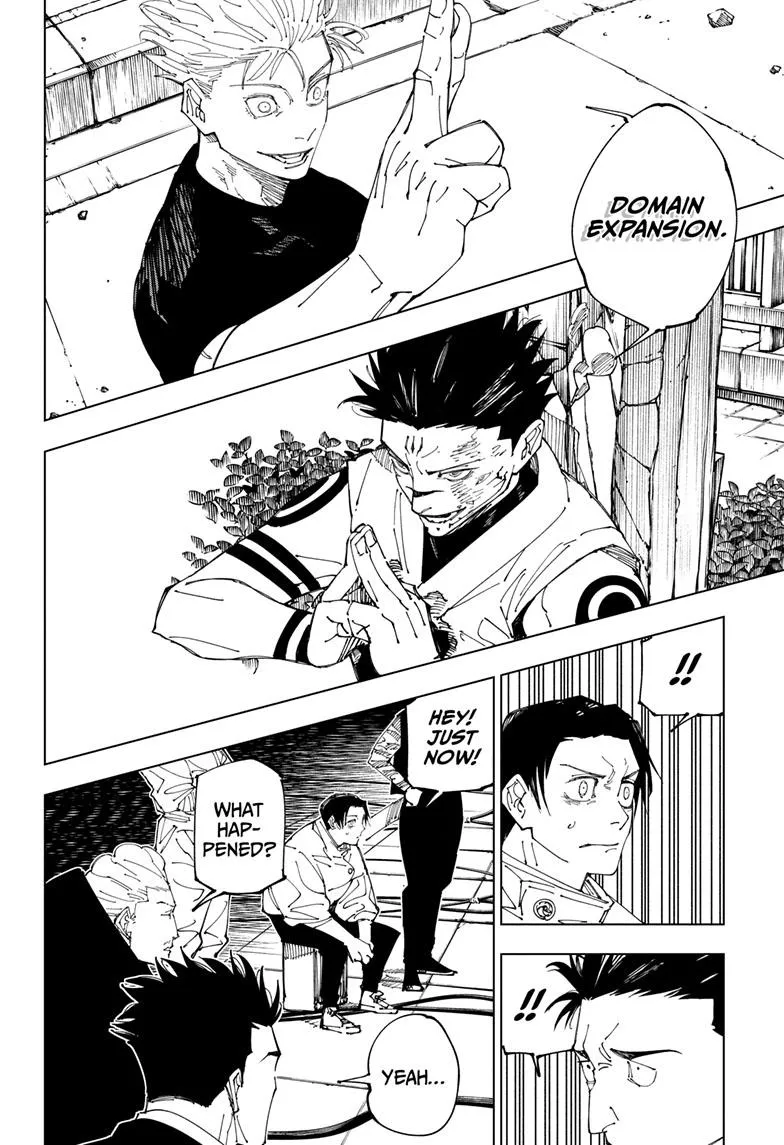 DOMAIN
EXPANSION.
!!
HEY!
JUST
NOW!
WHAT
HAP-
PENED?
!!
YEAH...